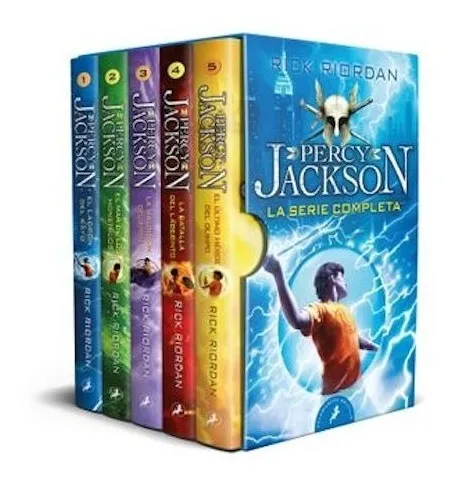 1
PERCY
JACKSON
EL LADRÓN
DEL RAYO
RICK RIORDAN
2
PERCY
JACKSON
EL MAR DE LOS
MONSTRUOS
RICK RIORDAN
3
PERCY
JACKSON
LA
RICK RIORDAN
4
PERCY
JACKSON
LA BATALLA
DEL LABERINTO
RICK RIORDAN
5
PERCY
JACKSON
EL ÚLTIMO HÉROE
DEL OLIMPO
RICK RIORDAN
RICK RIORDAN
PERCY
JACKSON
LA SERIE COMPLETA